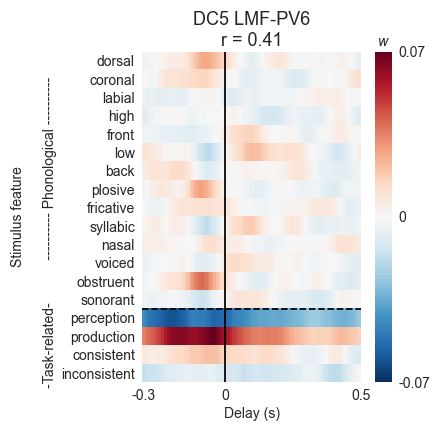 DC5 LMF-PV6
r = 0.41
w
0.07
0
-0.07
Stimulus feature
----------- Phonological -----------
-Task-related-
dorsal
coronal
labial
high
front
low
back
plosive
fricative
syllabic
nasal
voiced
obstruent
sonorant
perception
production
consistent
inconsistent
-0.3 0 0.5
Delay (s)